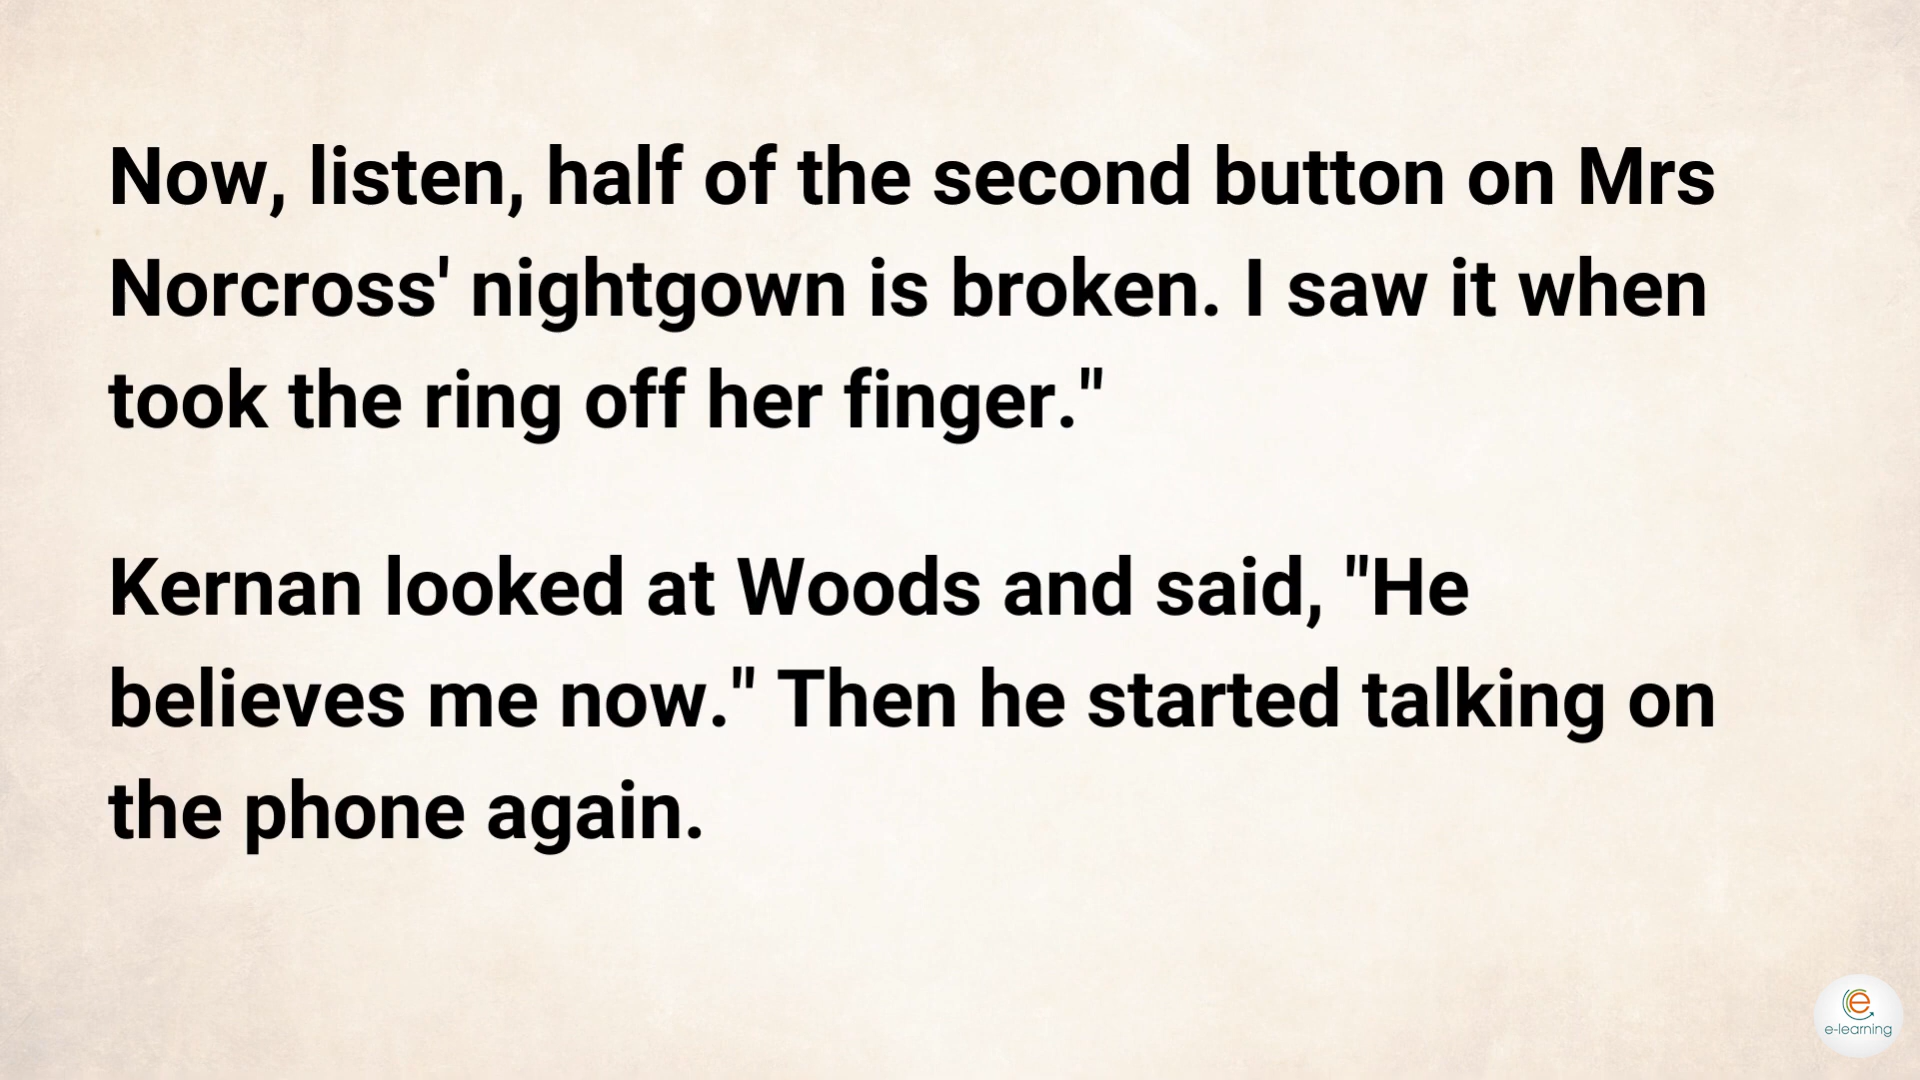 Now, listen, half of the second button on Mrs
Norcross' nightgown is broken. I saw it when
took the ring off her finger."
Kernan looked at Woods and said, "He
believes me now." Then he started talking on
the phone again.
e-learning